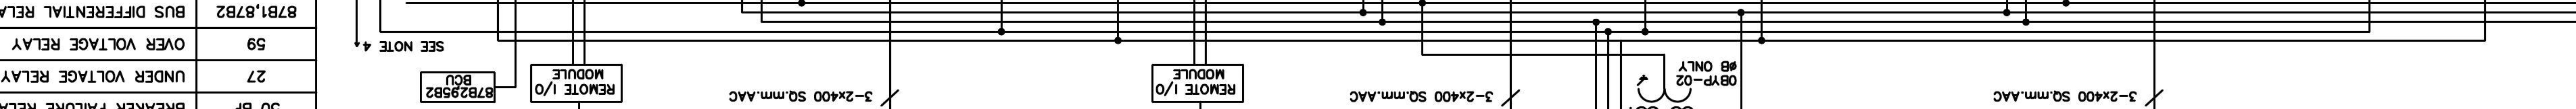 3-2x400 SQ.mm.AAC.
0BYP-02
ØB ONLY
3-2x400 SQ.mm.AAC.
REMOTE I/O
MODULE
3-2x400 SQ.mm.AAC.
REMOTE I/O
MODULE
87B295B2
BCU
SEE NOTE 4
50 BF BREAKER FAILURE RELA
27 UNDER VOLTAGE RELAY
59 OVER VOLTAGE RELAY
87B1,87B2 BUS DIFFERENTIAL RELA